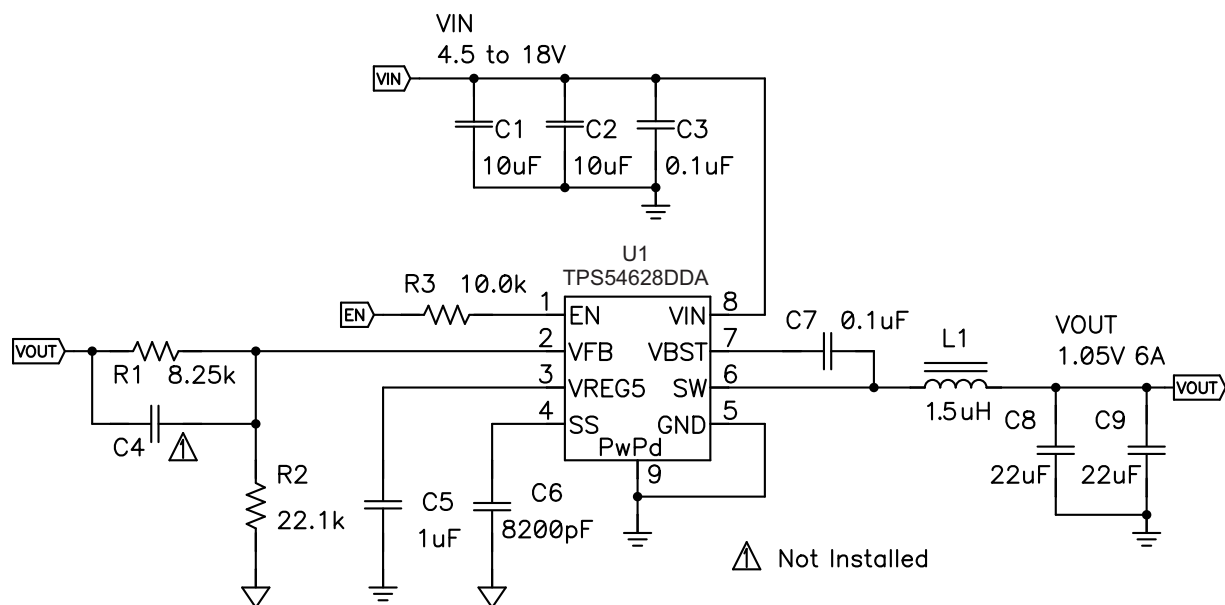 VIN
4.5 to 18V
VIN
C1
C2
C3
10uF
10uF
0.1uF
U1
TPS54628DDA
R3 10.0k
EN
1
EN
VIN
8
C7
0.1uF
VOUT
R1
8.25k
2
VFB
VBST
7
L1
VOUT
1.05V 6A
3
VREG5
SW
6
1.5uH
VOUT
C4
1
4
SS
GND
5
C8
C9
PwPd
9
22uF
22uF
R2
22.1k
C5
1uF
C6
8200pF
1 Not Installed